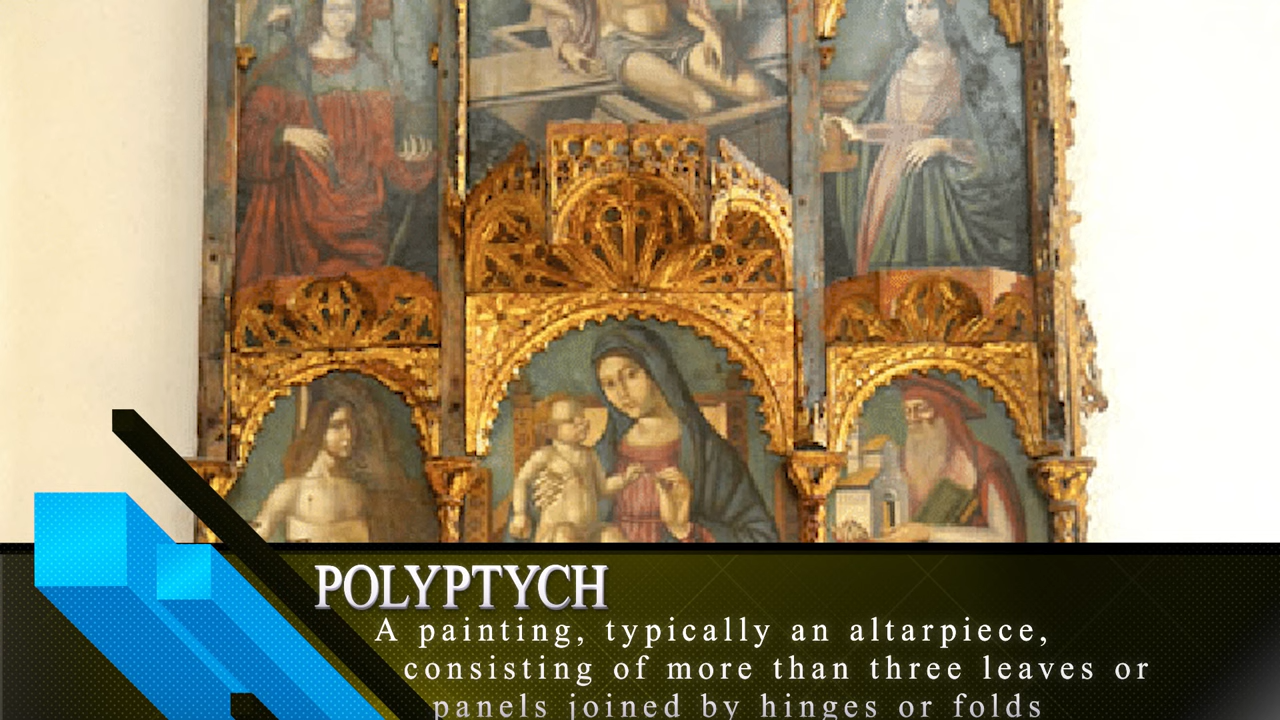 POLYPTYCH
A painting, typically an altarpiece,
consisting of more than three leaves or
panels joined by hinges or folds